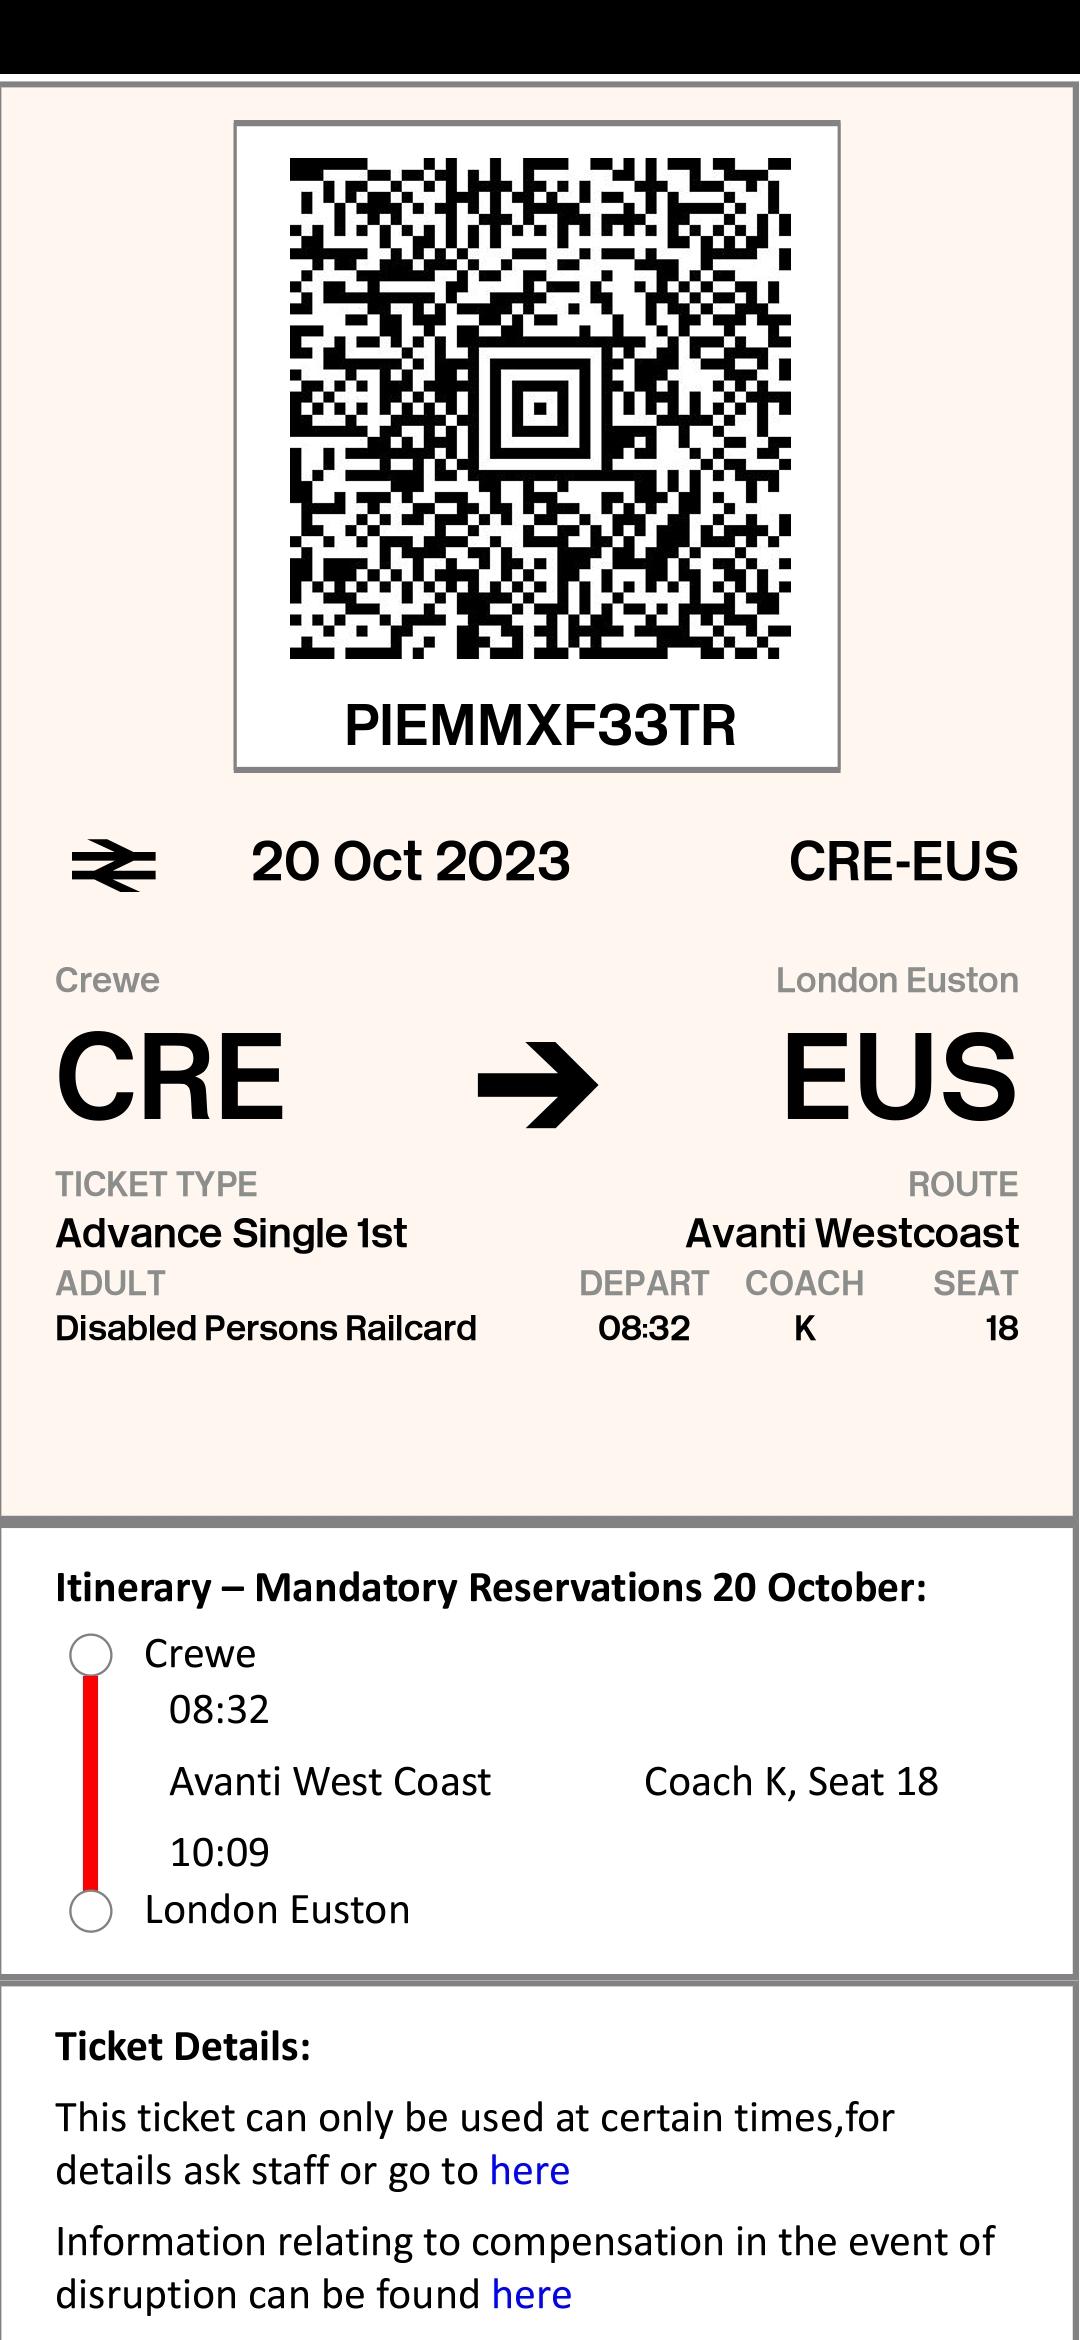 PIEMMXF33TR
20 Oct 2023 CRE-EUS
Crewe London Euston
CRE EUS
TICKET TYPE ROUTE
Advance Single 1st Avanti Westcoast
ADULT DEPART COACH SEAT
Disabled Persons Railcard 08:32 K 18
Itinerary – Mandatory Reservations 20 October:
Crewe
08:32
Avanti West Coast Coach K, Seat 18
10:09
London Euston
Ticket Details:
This ticket can only be used at certain times,for
details ask staff or go to here
Information relating to compensation in the event of
disruption can be found here